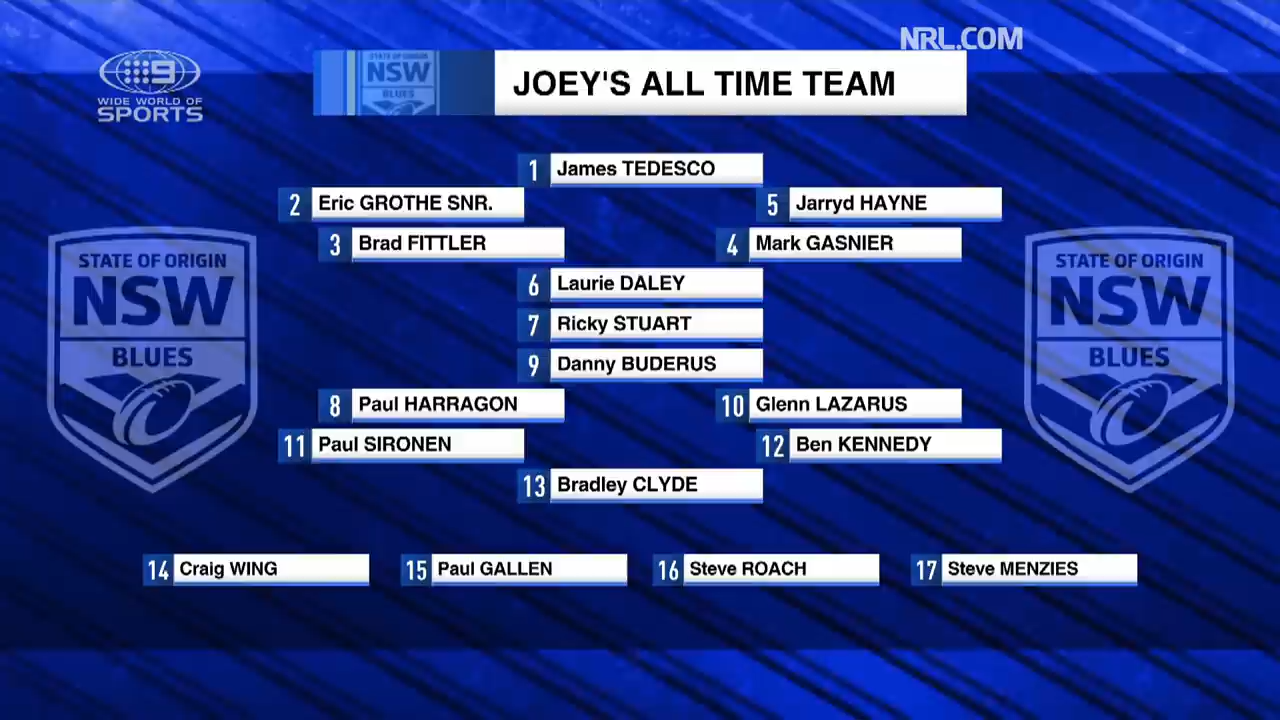 NRL.COM
9
WIDE WORLD OF
SPORTS
STATE OF ORIGIN
NSW
BLUES
JOEY'S ALL TIME TEAM
1 James TEDESCO
2 Eric GROTHE SNR.
5 Jarryd HAYNE
3 Brad FITTLER
4 Mark GASNIER
STATE OF ORIGIN
NSW
BLUES
6 Laurie DALEY
7 Ricky STUART
9 Danny BUDERUS
STATE OF ORIGIN
NSW
BLUES
8 Paul HARRAGON
10 Glenn LAZARUS
11 Paul SIRONEN
12 Ben KENNEDY
13 Bradley CLYDE
14 Craig WING
15 Paul GALLEN
16 Steve ROACH
17 Steve MENZIES